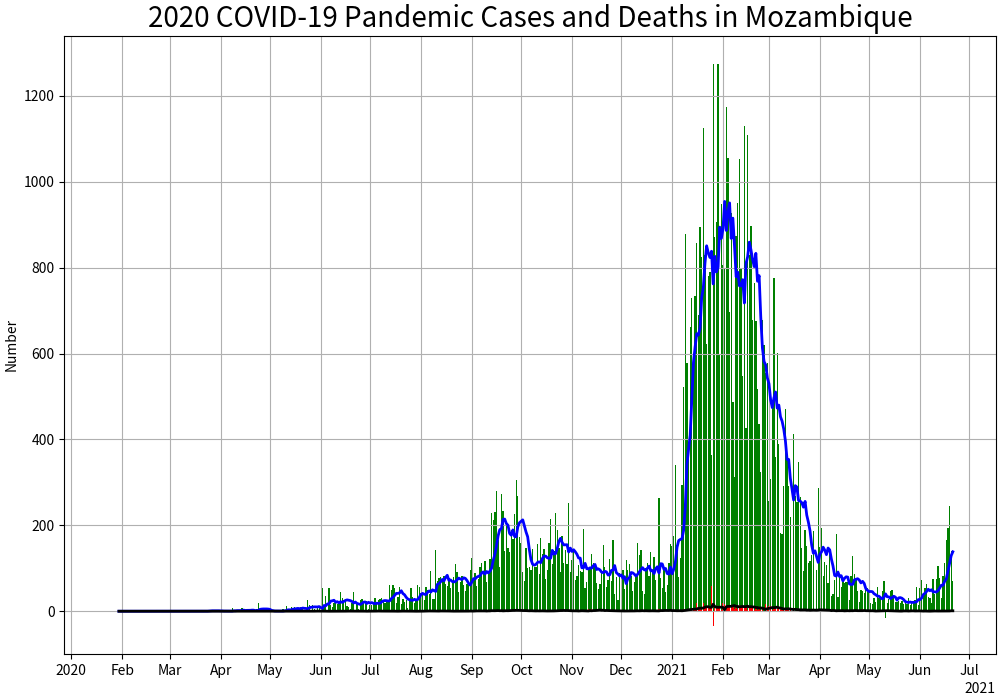 2020 COVID-19 Pandemic Cases and Deaths in Mozambique
Number
1200
1000
800
600
400
200
0
2020 Feb Mar Apr May Jun Jul Aug Sep Oct Nov Dec 2021 Feb Mar Apr May Jun Jul
2021